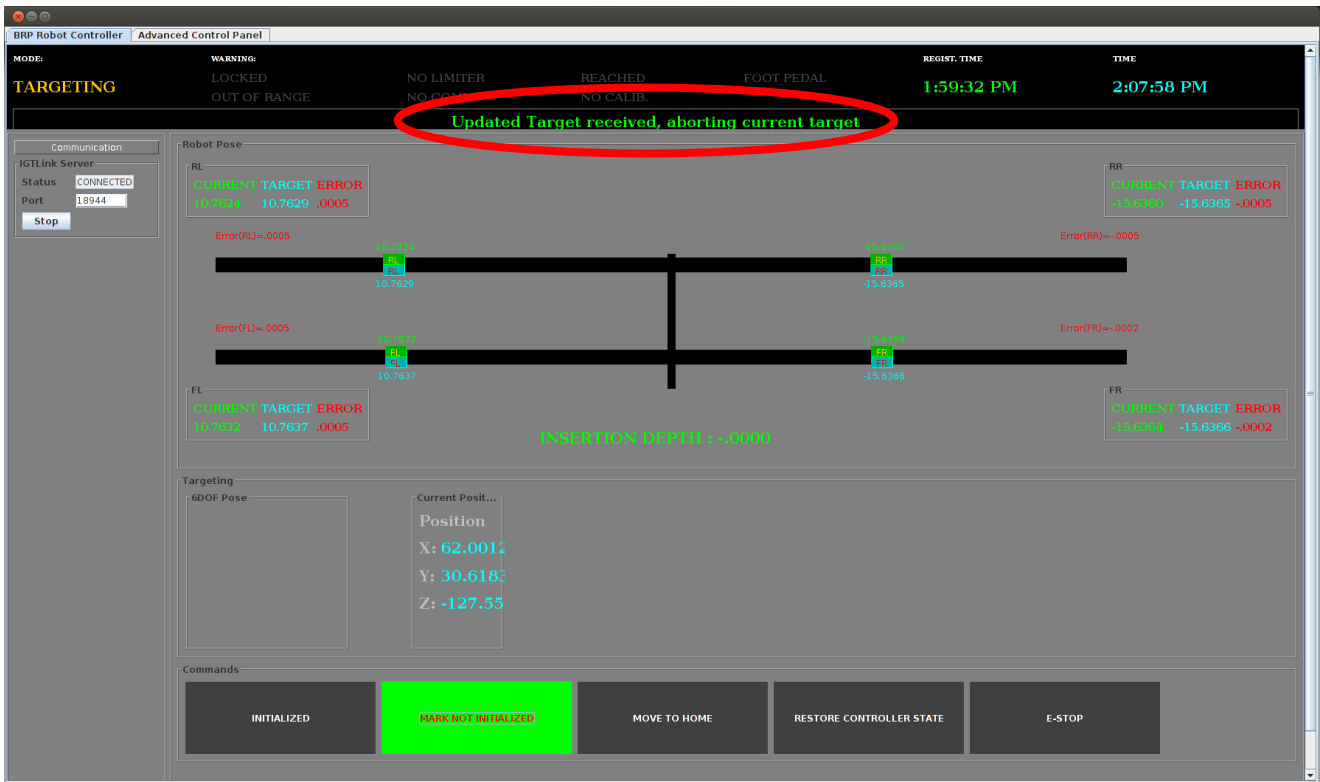 BRP Robot Controller Advanced Control Panel
MODE: WARNING: REGIST. TIME TIME
LOCKED NO LIMITER REACHED FOOT PEDAL
TARGETING 1:59:32 PM 2:07:58 PM
OUT OF RANGE NO CALIB.
Updated Target received, aborting current target
Communication
IGTLink Server
Status CONNECTED
Port 18944
Stop
Robot Pose
RL RR
CURRENT TARGET ERROR CURRENT TARGET ERROR
10.7624 10.7629 .0005 -15.6360 -15.6365 -.0005
Error(RL)=.0005 Error(RR)=-.0005
10.7624 -15.6360
RL RR
RL RR
10.7629 -15.6365
Error(FL)=.0005 Error(FR)=-.0002
10.7632 -15.6364
FL FR
FL FR
10.7637 -15.6366
FL FR
CURRENT TARGET ERROR CURRENT TARGET ERROR
10.7632 10.7637 .0005 -15.6364 -15.6366 -.0002
INSERTION DEPTH : -.0000
Targeting
6DOF Pose Current Posit...
Position
X: 62.0012
Y: 30.6183
Z: -127.55
Commands
INITIALIZED MARK NOT INITIALIZED MOVE TO HOME RESTORE CONTROLLER STATE E-STOP